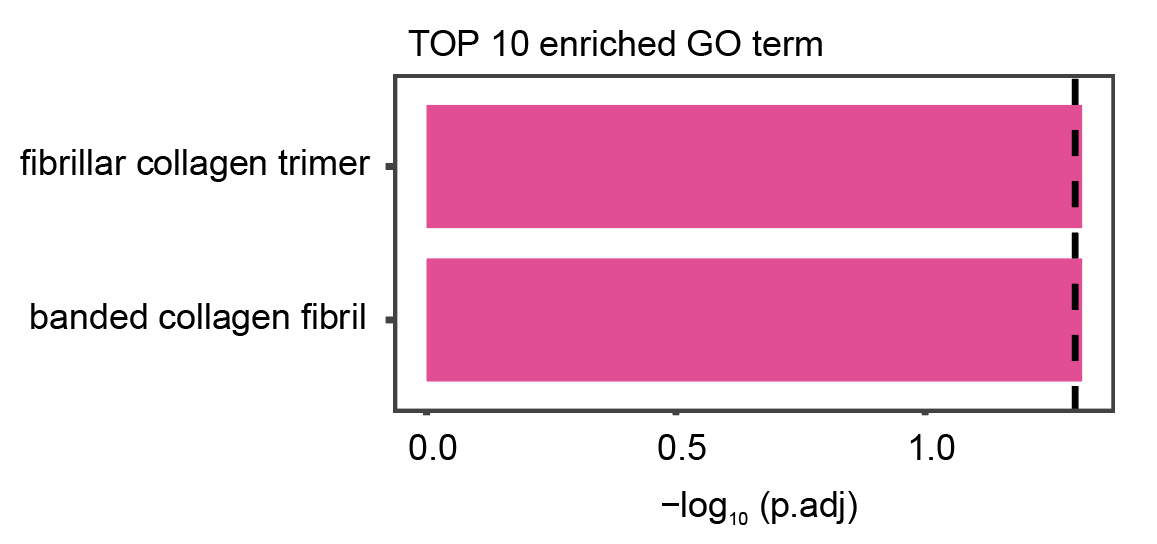 TOP 10 enriched GO term
fibrillar collagen trimer
banded collagen fibril
0.0 0.5 1.0
−log₁₀ (p.adj)